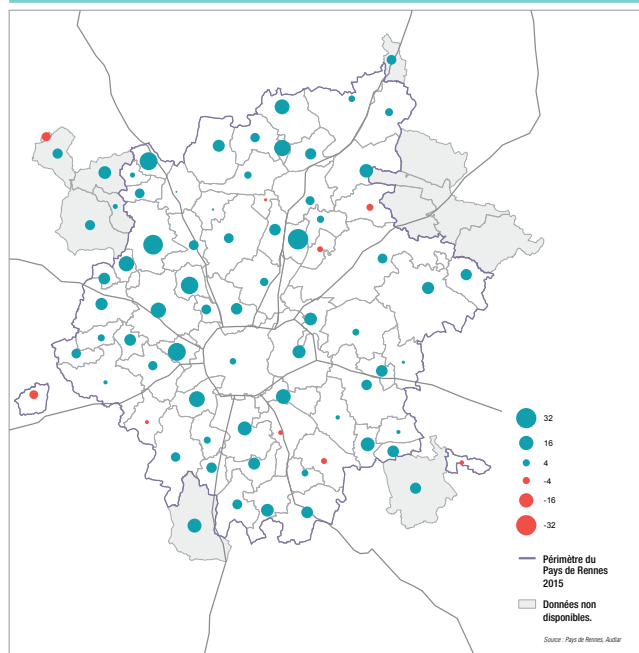 32
16
4
-4
-16
-32
Périmètre du
Pays de Rennes
2015
Données non
disponibles.
Source : Pays de Rennes, Audiar